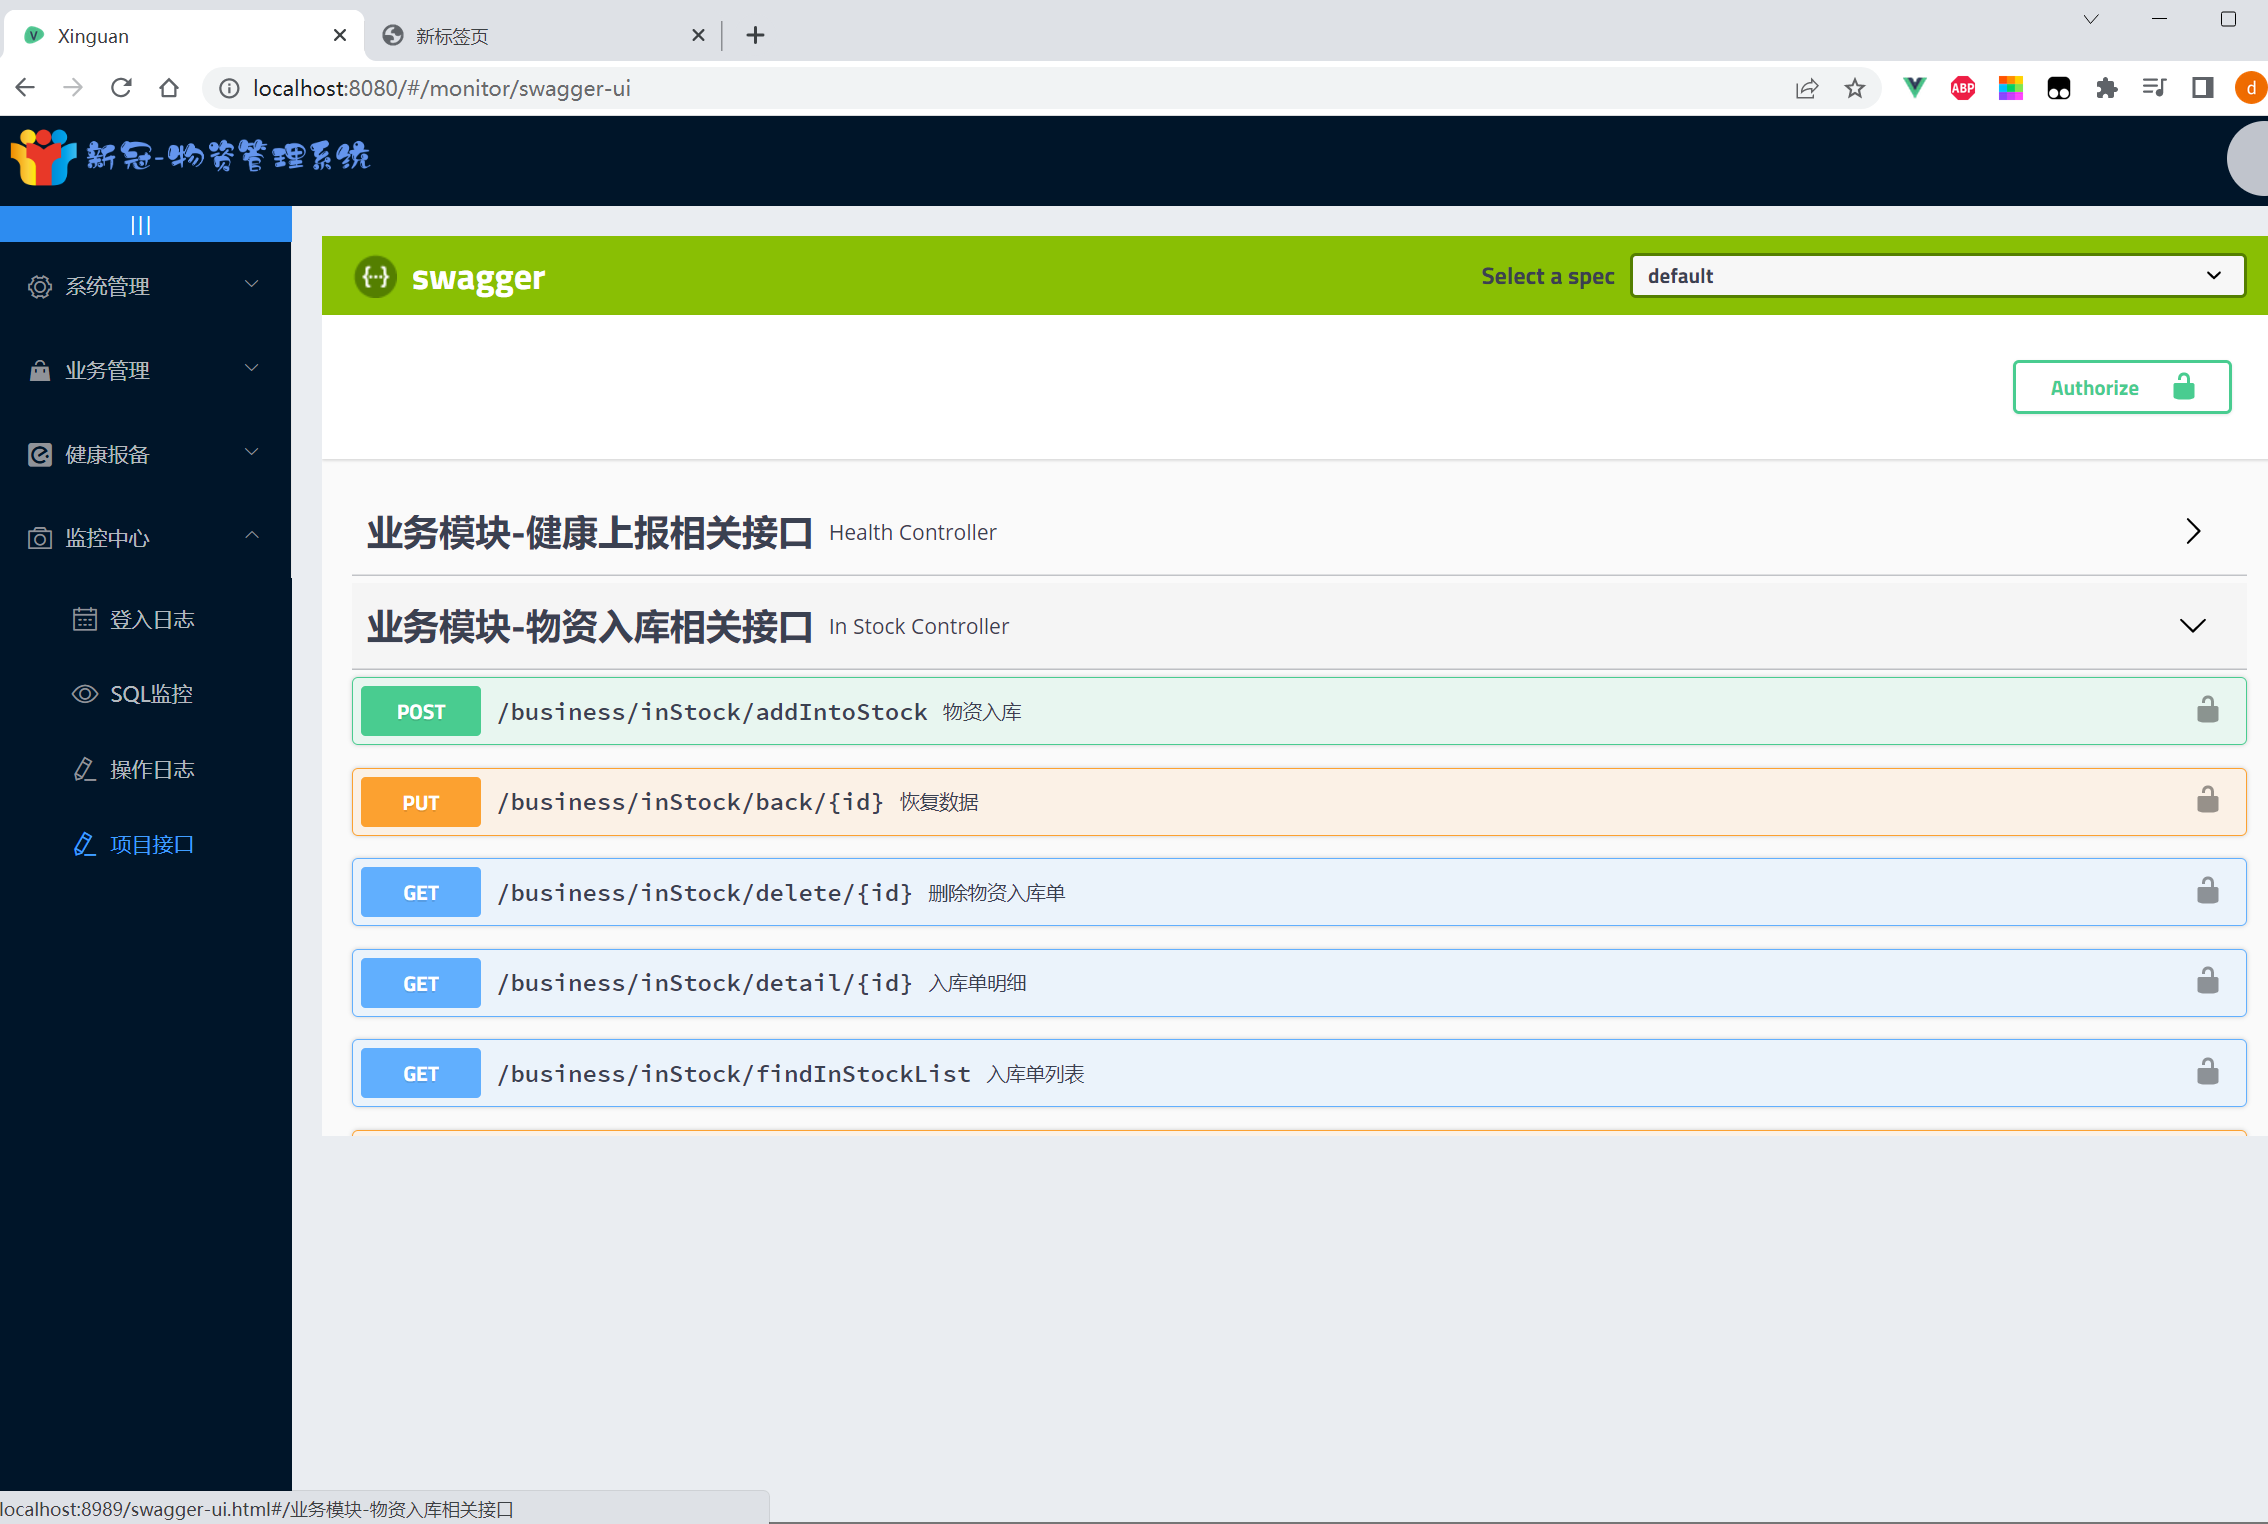 Xinguan
新标签页
localhost:8080/#/monitor/swagger-ui
ABP
d
新冠-物资管理系统
系统管理
业务管理
健康报备
监控中心
登入日志
SQL监控
操作日志
项目接口
swagger
Select a spec
default
Authorize
业务模块-健康上报相关接口 Health Controller
业务模块-物资入库相关接口 In Stock Controller
POST /business/inStock/addIntoStock 物资入库
PUT /business/inStock/back/{id} 恢复数据
GET /business/inStock/delete/{id} 删除物资入库单
GET /business/inStock/detail/{id} 入库单明细
GET /business/inStock/findInStockList 入库单列表
localhost:8989/swagger-ui.html#/业务模块-物资入库相关接口